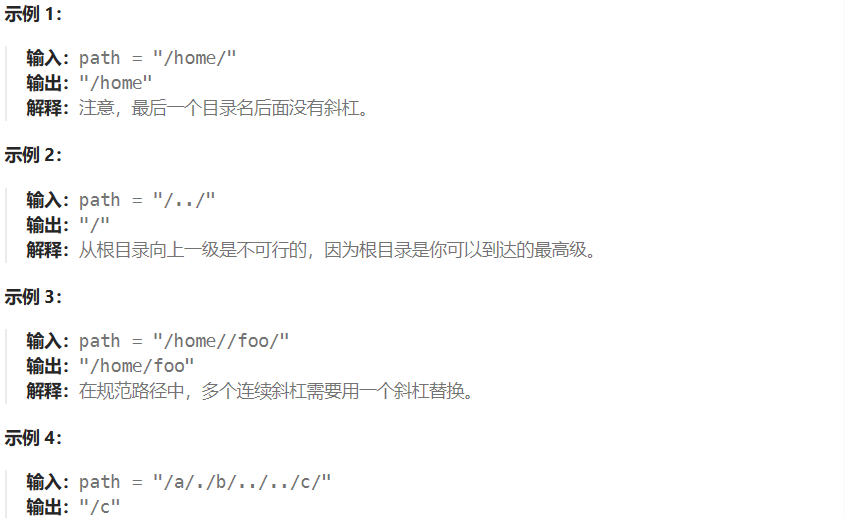 示例 1：
输入：path = "/home/"
输出："/home"
解释：注意，最后一个目录名后面没有斜杠。
示例 2：
输入：path = "/../"
输出："/"
解释：从根目录向上一级是不可行的，因为根目录是你可以到达的最高级。
示例 3：
输入：path = "/home//foo/"
输出："/home/foo"
解释：在规范路径中，多个连续斜杠需要用一个斜杠替换。
示例 4：
输入：path = "/a/./b/../../c/"
输出："/c"